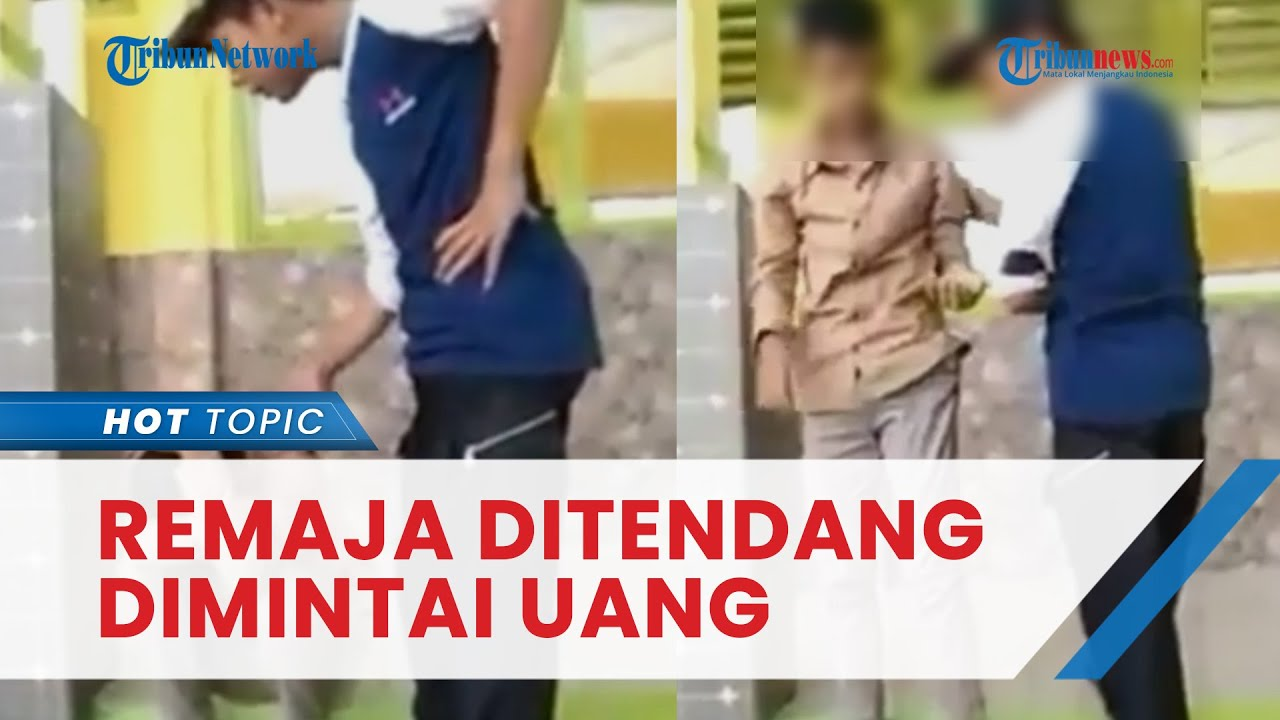 TribunNetwork
Tribunnews.com
Mata Lokal Menjangkau Indonesia
HOT TOPIC
REMAJA DITENDANG
DIMINTAI UANG